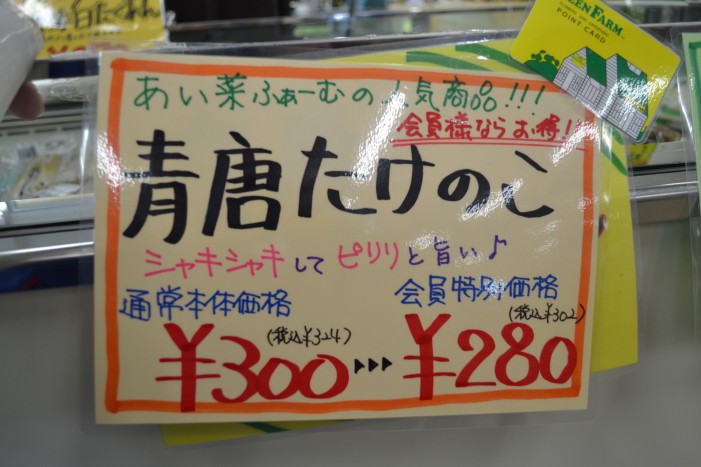 GREEN FARM
POINT CARD
あい菜ふぁーむの人気商品!!!
会員様ならお得!!
青唐たけのこ
シャキシャキしてピリリと旨い♪
通常本体価格
会員特別価格
(税込¥324)
(税込¥302)
¥300
¥280